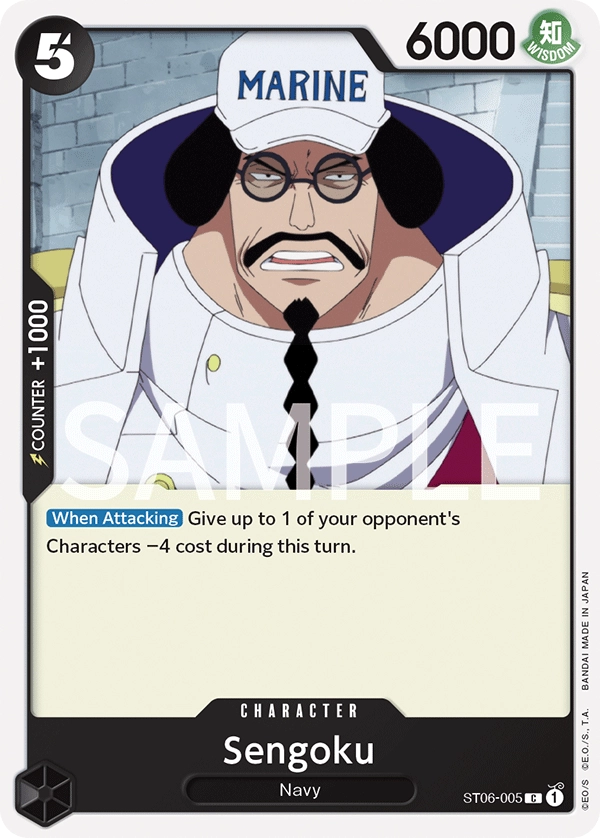 5
6000
知
WISDOM
MARINE
COUNTER +1000
SAMPLE
When Attacking Give up to 1 of your opponent's
Characters −4 cost during this turn.
CHARACTER
Sengoku
Navy
ST06-005 C 1
©EO/S ©E.O./S., T.A. BANDAI MADE IN JAPAN